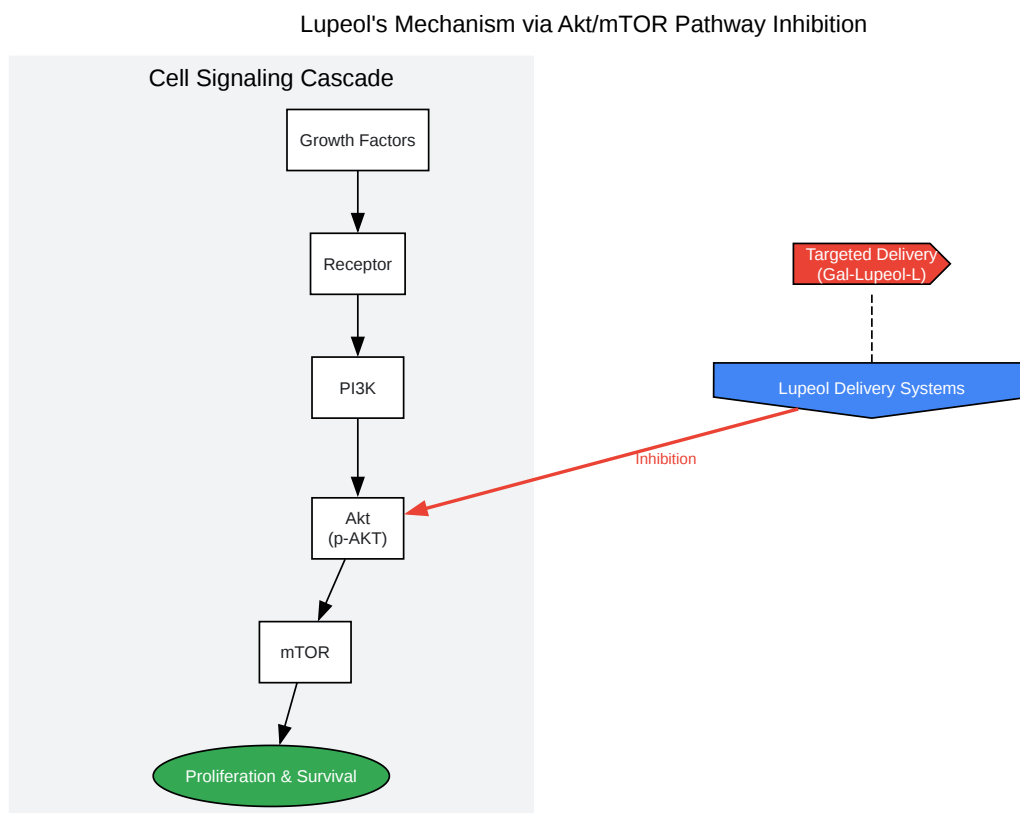 Lupeol's Mechanism via Akt/mTOR Pathway Inhibition
Cell Signaling Cascade
Growth Factors
Receptor
Targeted Delivery
(Gal-Lupeol-L)
PI3K
Lupeol Delivery Systems
Inhibition
Akt
(p-AKT)
mTOR
Proliferation & Survival